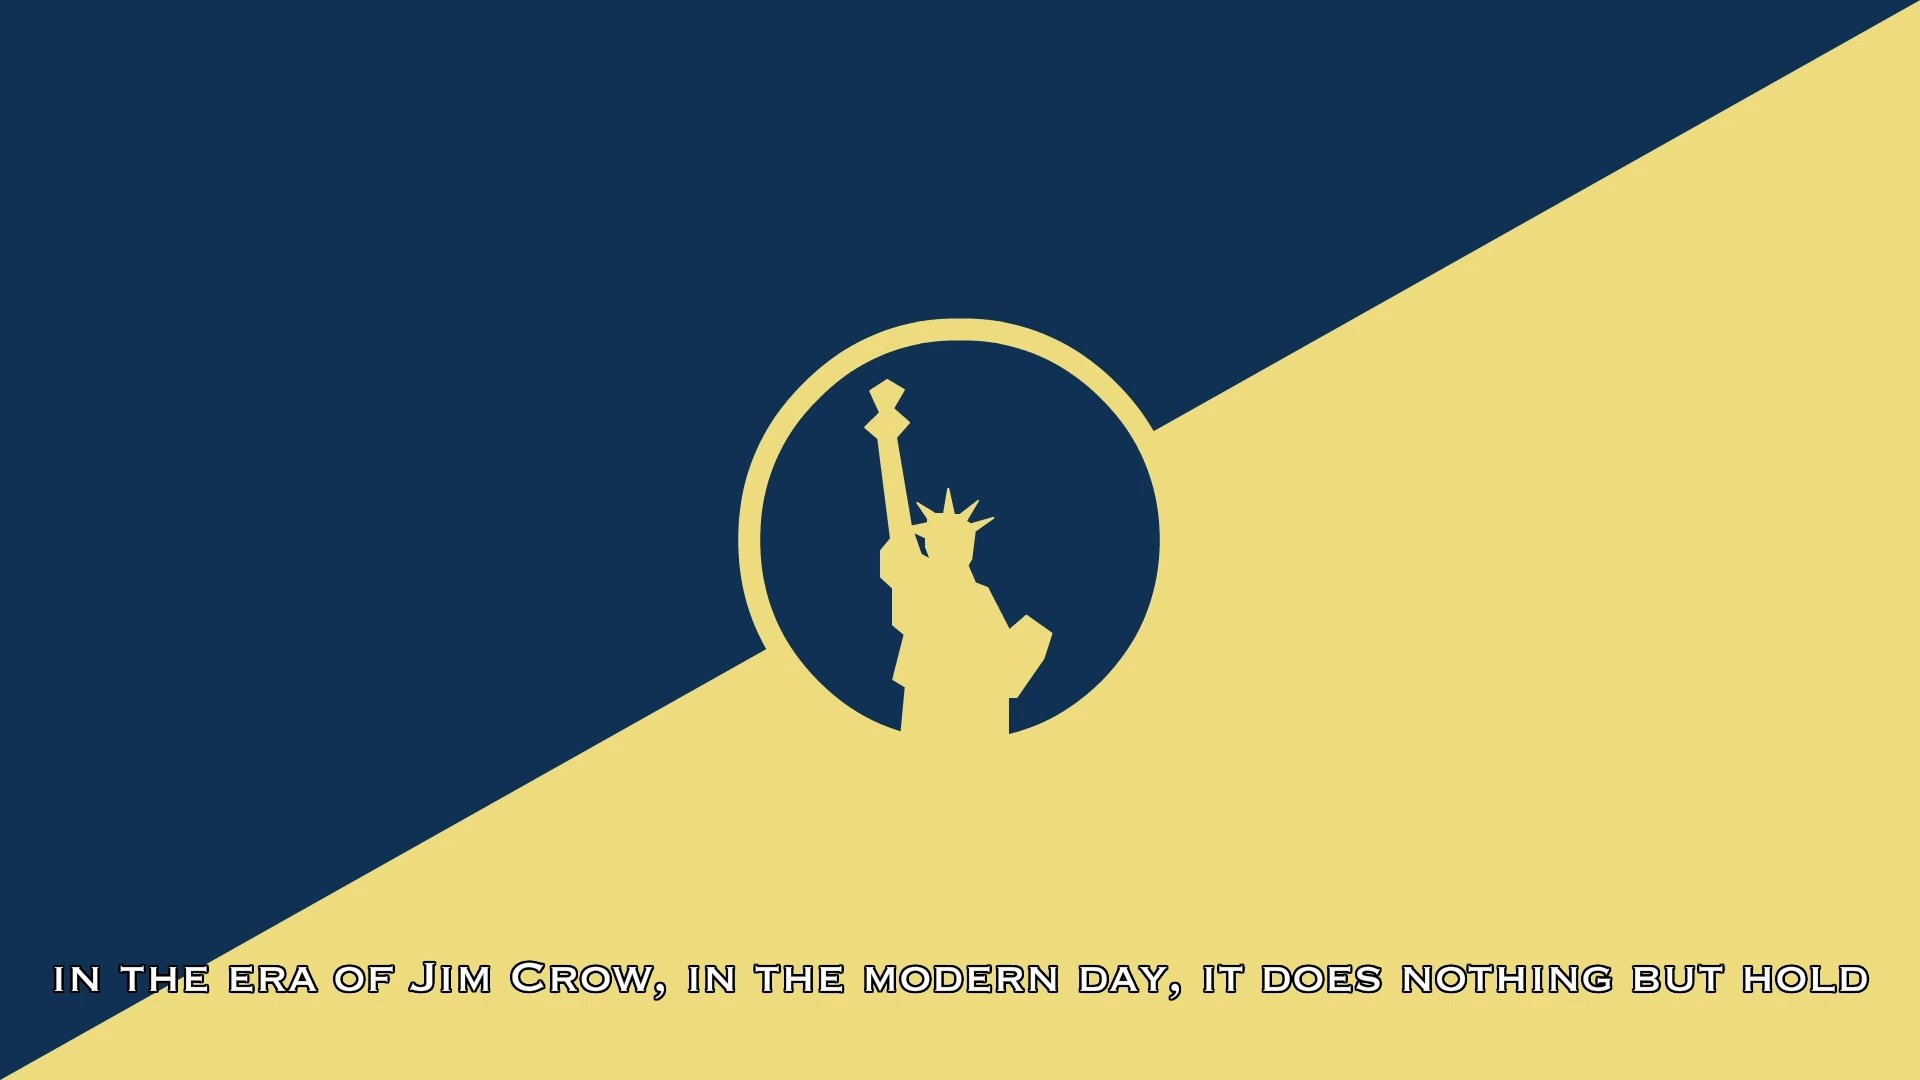 in the era of Jim Crow, in the modern day, it does nothing but hold